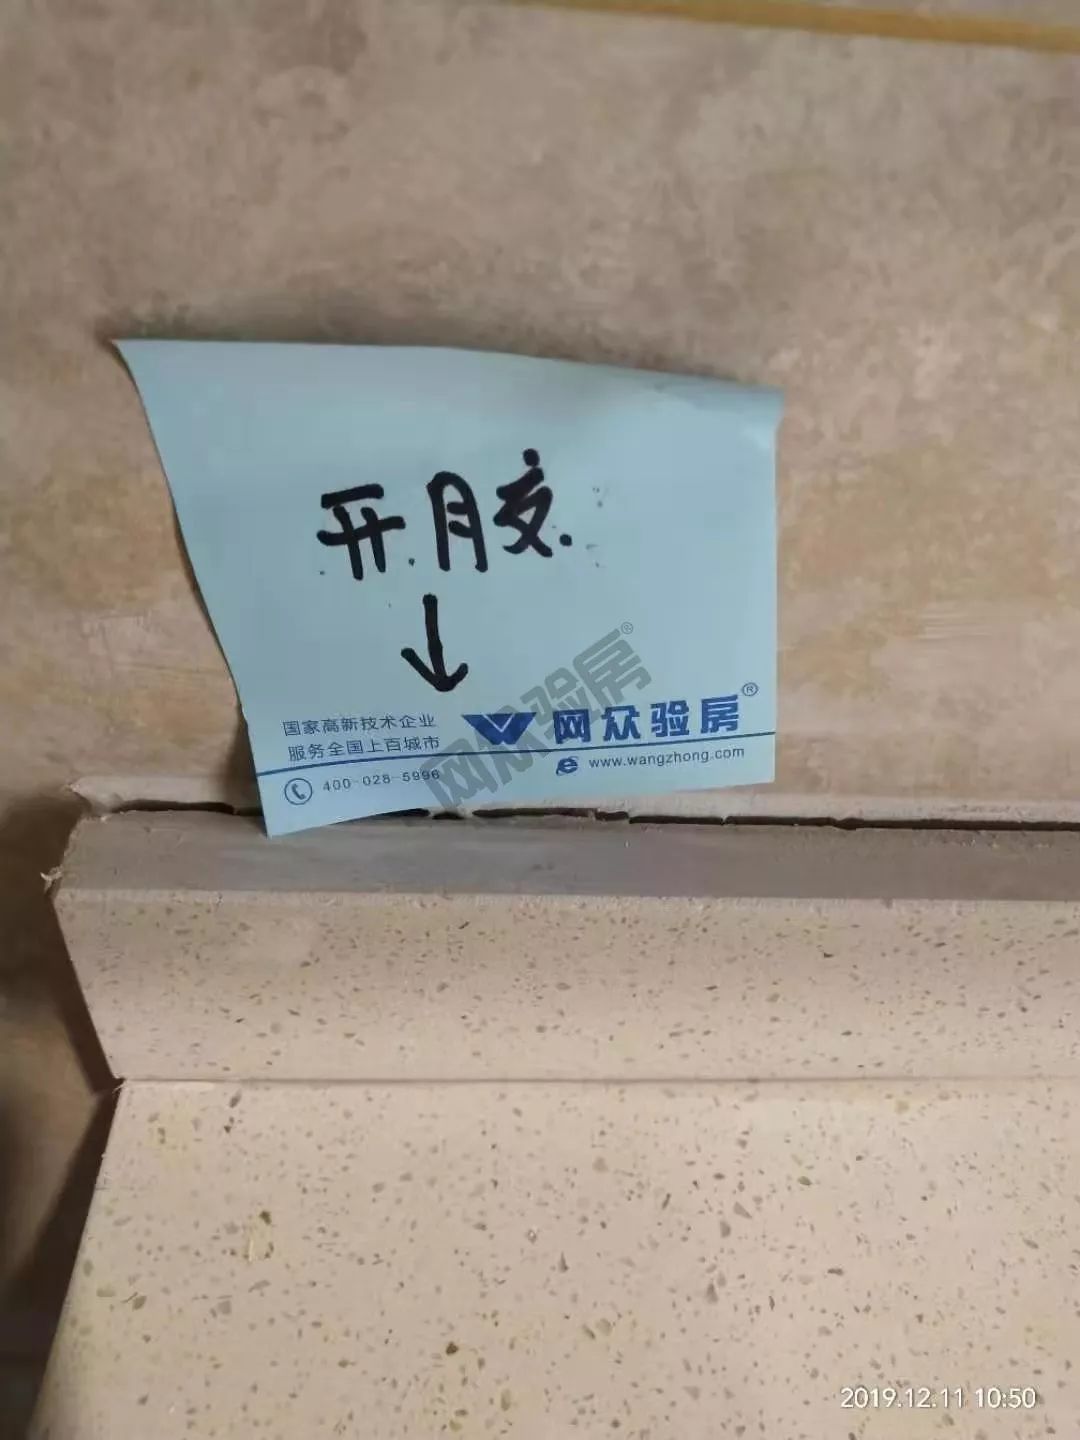 开胶.
↓
国家高新技术企业
服务全国上百城市
400-028-5996
网众验房®
www.wangzhong.com
网众验房®
2019.12.11 10:50